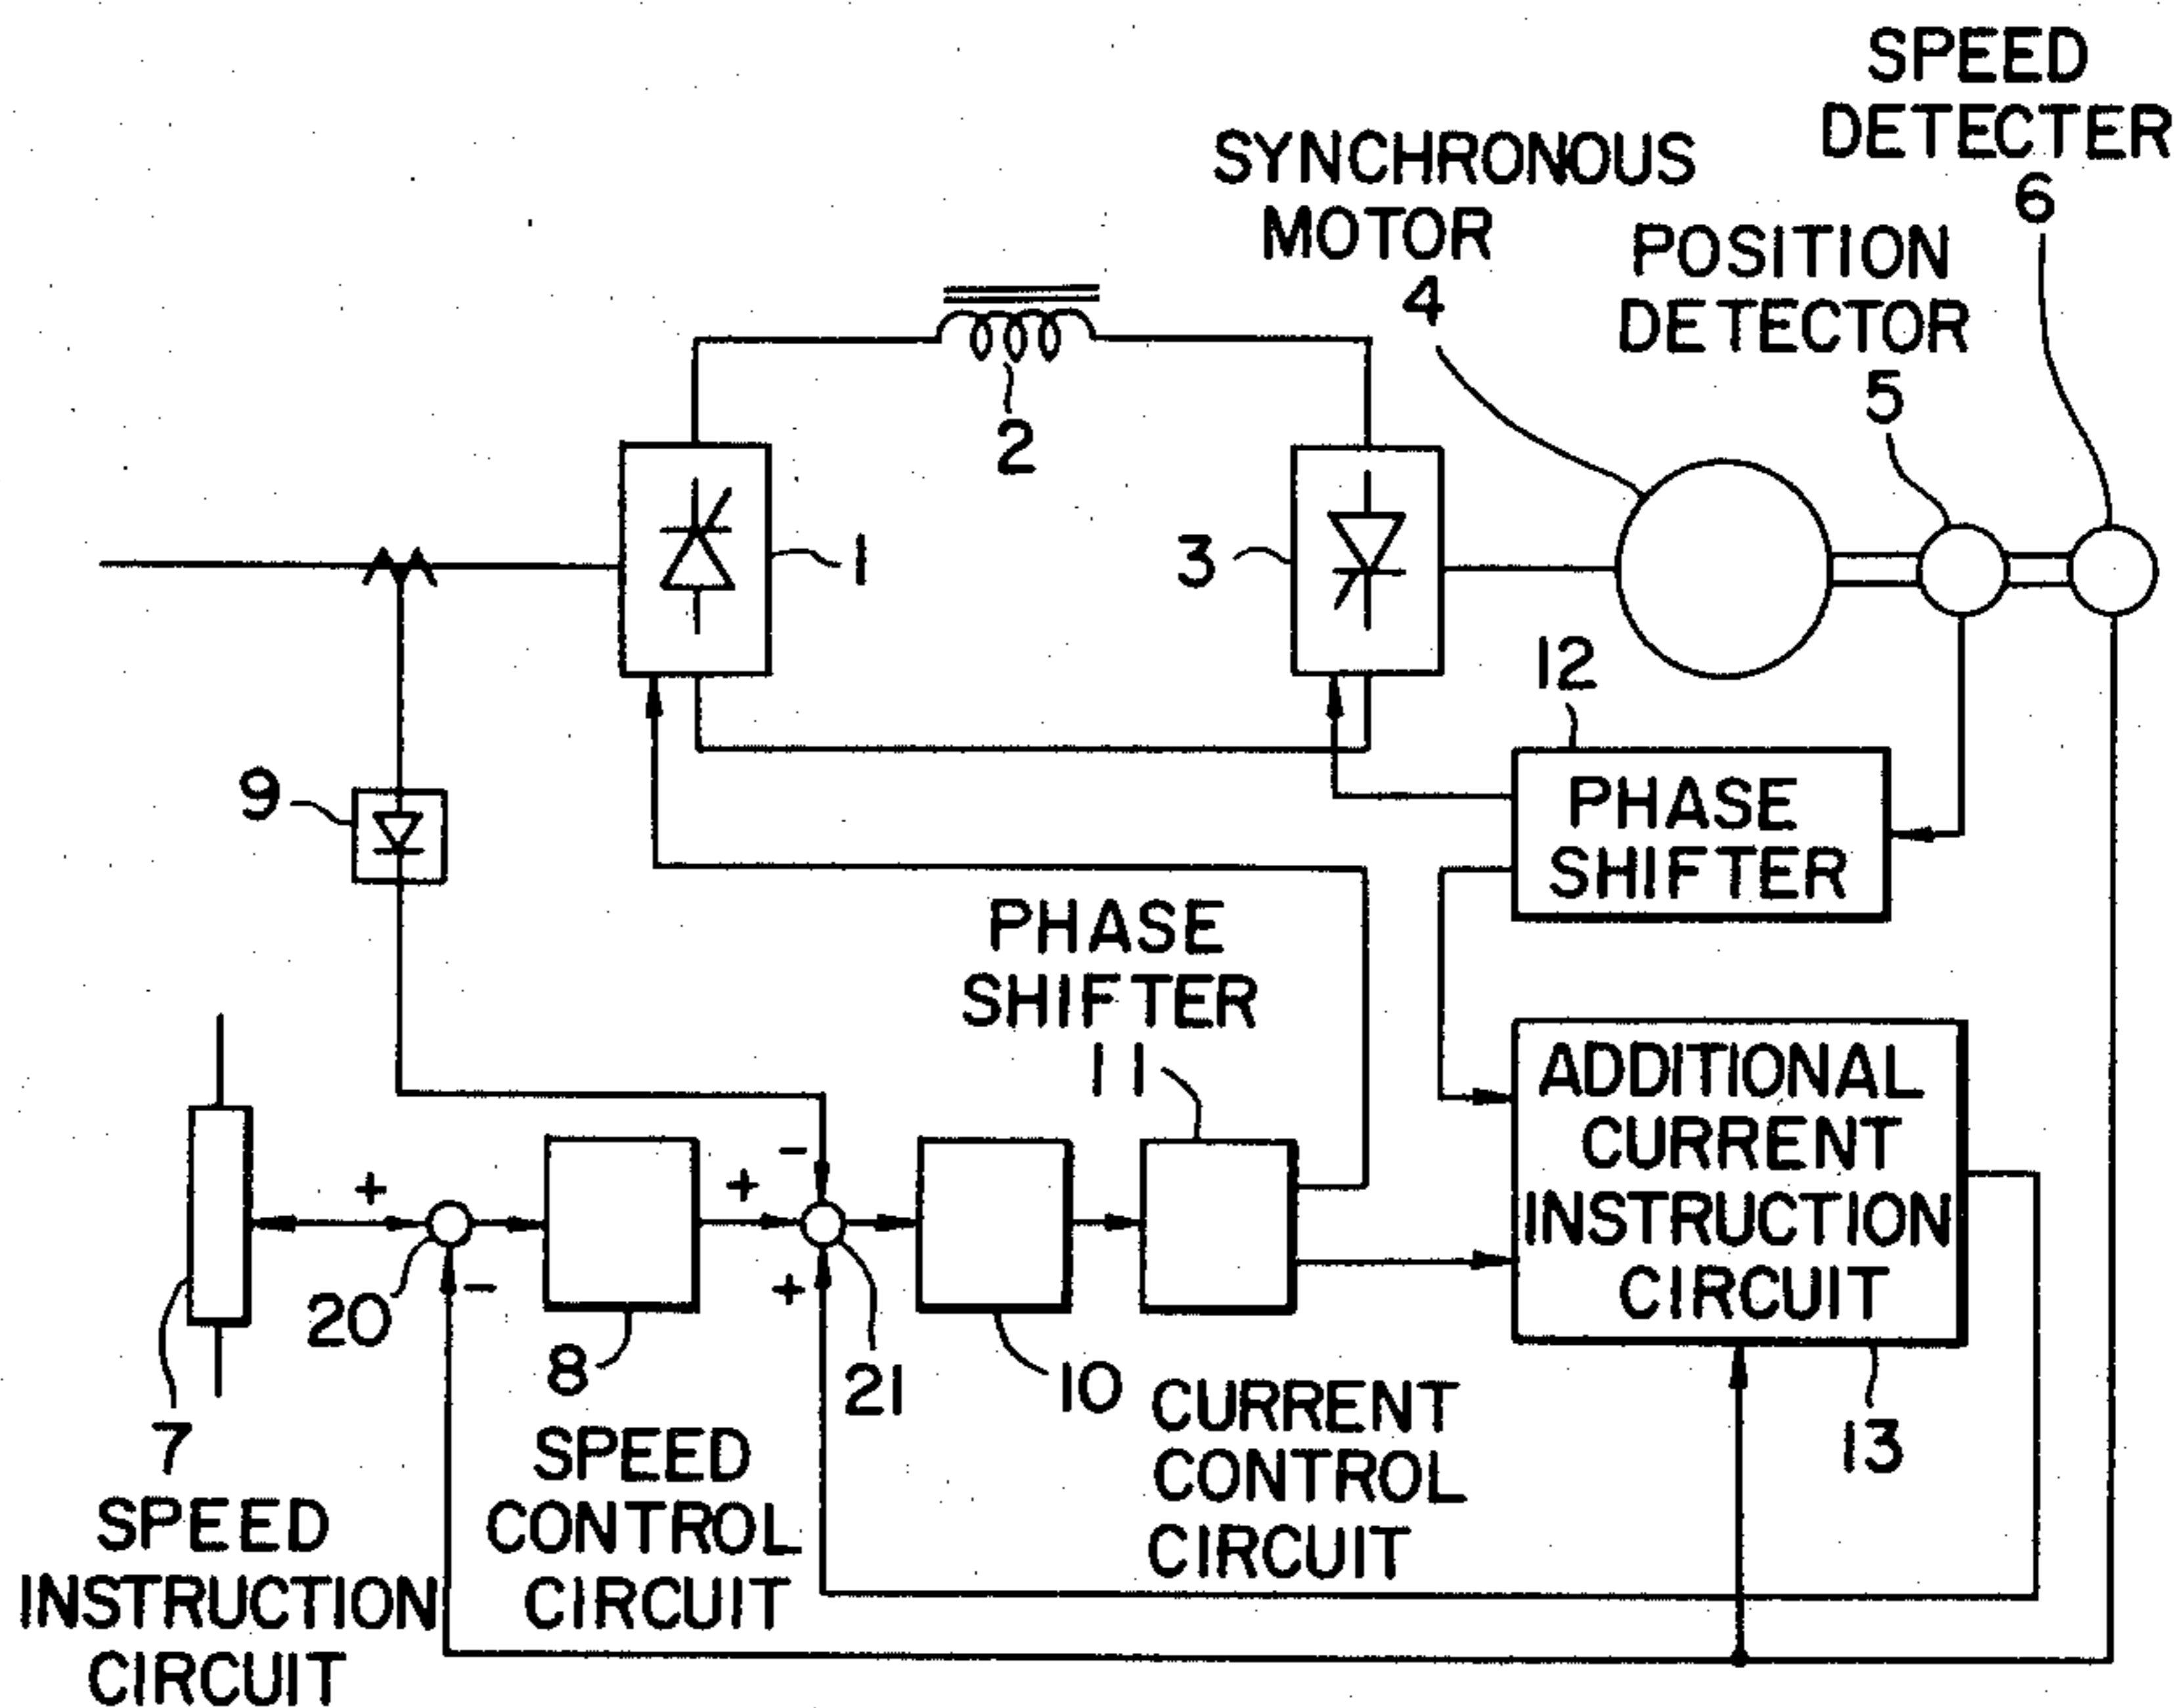 SPEED
DETECTER
6
SYNCHRONOUS
MOTOR
4
POSITION
DETECTOR
5
2
1
3
12
PHASE
SHIFTER
9
PHASE
SHIFTER
11
ADDITIONAL
CURRENT
INSTRUCTION
CIRCUIT
13
+
-
+
-
+
20
21
7
SPEED
INSTRUCTION
CIRCUIT
8
SPEED
CONTROL
CIRCUIT
10
CURRENT
CONTROL
CIRCUIT